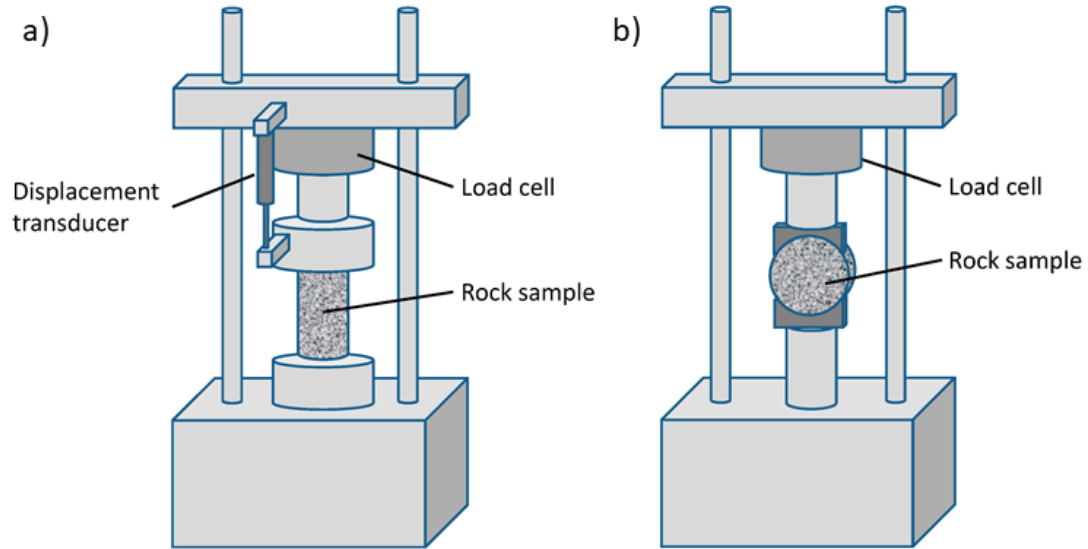 a)
Displacement
transducer
Load cell
Rock sample
b)
Load cell
Rock sample